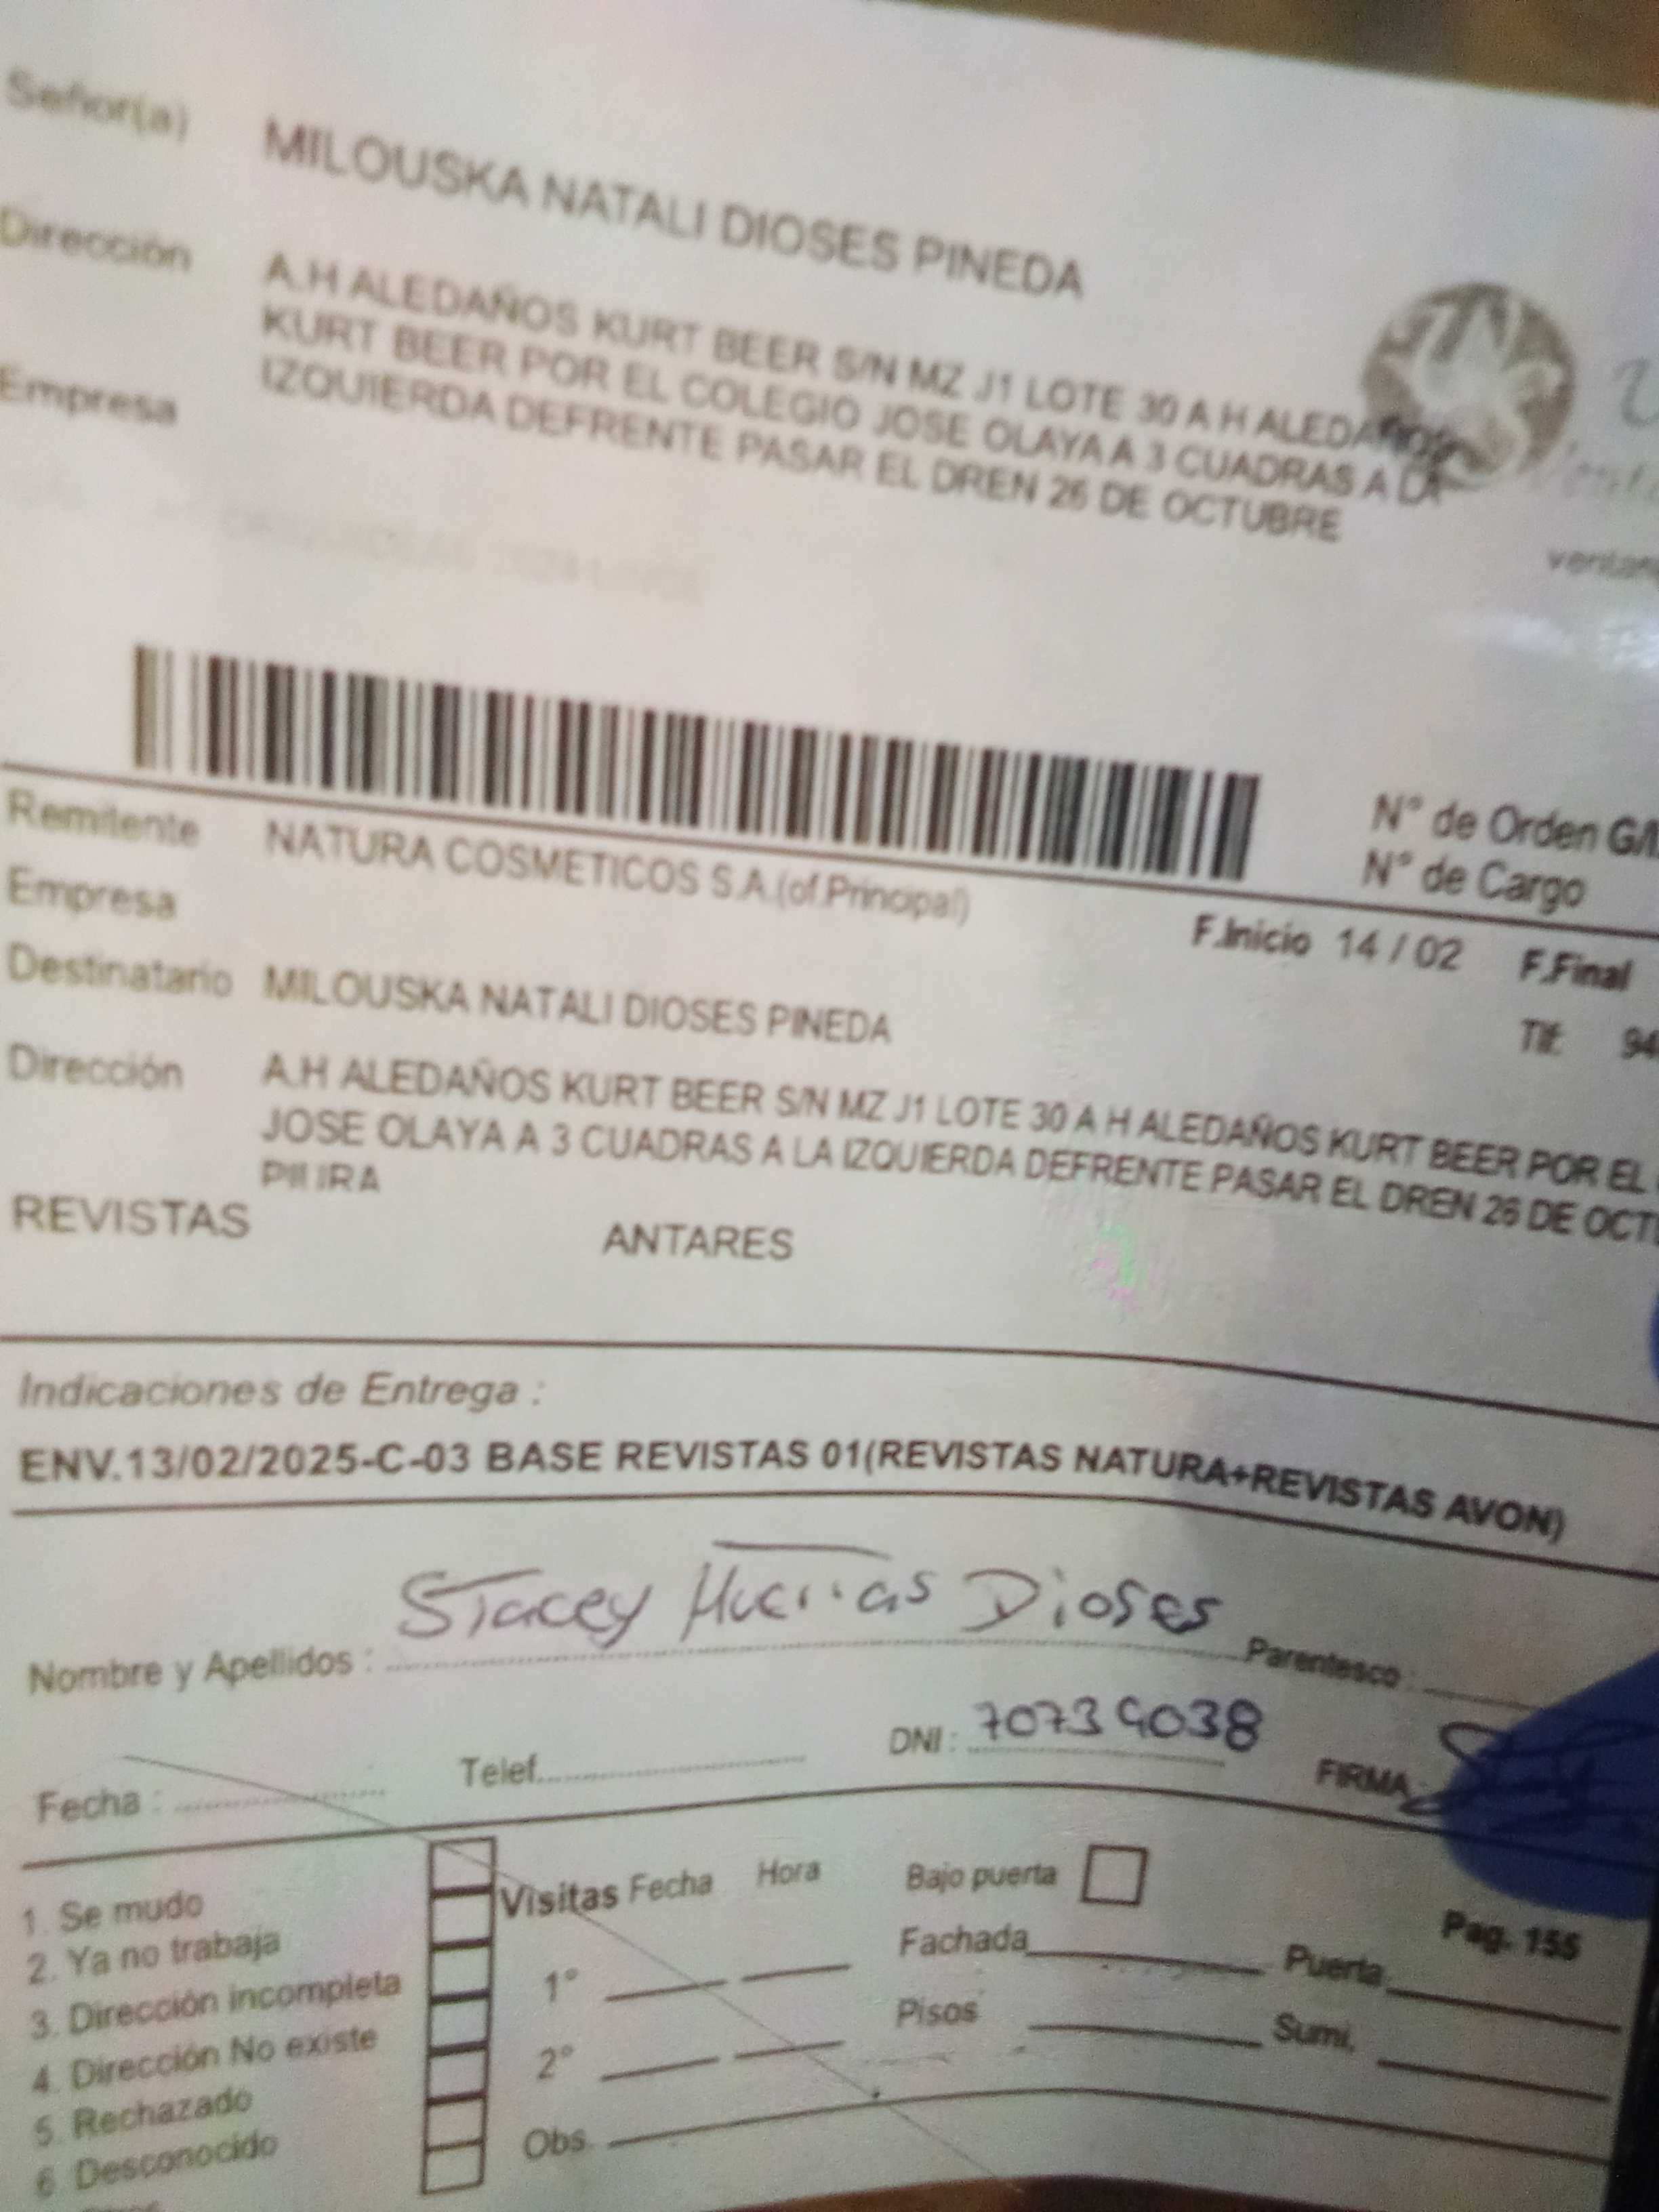 Señor(a) MILOUSKA NATALI DIOSES PINEDA
Dirección A.H ALEDAÑOS KURT BEER S/N MZ J1 LOTE 30 A H ALEDAÑOS
KURT BEER POR EL COLEGIO JOSE OLAYA A 3 CUADRAS A LA
IZQUIERDA DEFRENTE PASAR EL DREN 26 DE OCTUBRE
Empresa
N° de Orden G/
N° de Cargo
Remitente NATURA COSMETICOS S.A.(of.Principal)
F.Inicio 14 / 02 F.Final
Empresa
Destinatario MILOUSKA NATALI DIOSES PINEDA
Tlf: 94
Dirección A.H ALEDAÑOS KURT BEER S/N MZ J1 LOTE 30 A H ALEDAÑOS KURT BEER POR EL
JOSE OLAYA A 3 CUADRAS A LA IZQUIERDA DEFRENTE PASAR EL DREN 26 DE OCT
PIURA
REVISTAS ANTARES
Indicaciones de Entrega :
ENV.13/02/2025-C-03 BASE REVISTAS 01(REVISTAS NATURA+REVISTAS AVON)
Nombre y Apellidos : Stacey Huertas Dioses Parentesco :
Fecha : Telef. DNI : 70739038 FIRMA
1. Se mudo
2. Ya no trabaja
3. Dirección incompleta
4. Dirección No existe
5. Rechazado
6. Desconocido
Visitas Fecha Hora
1°
2°
Obs.
Bajo puerta
Fachada Puerta
Pisos Sumi.
Pag. 155